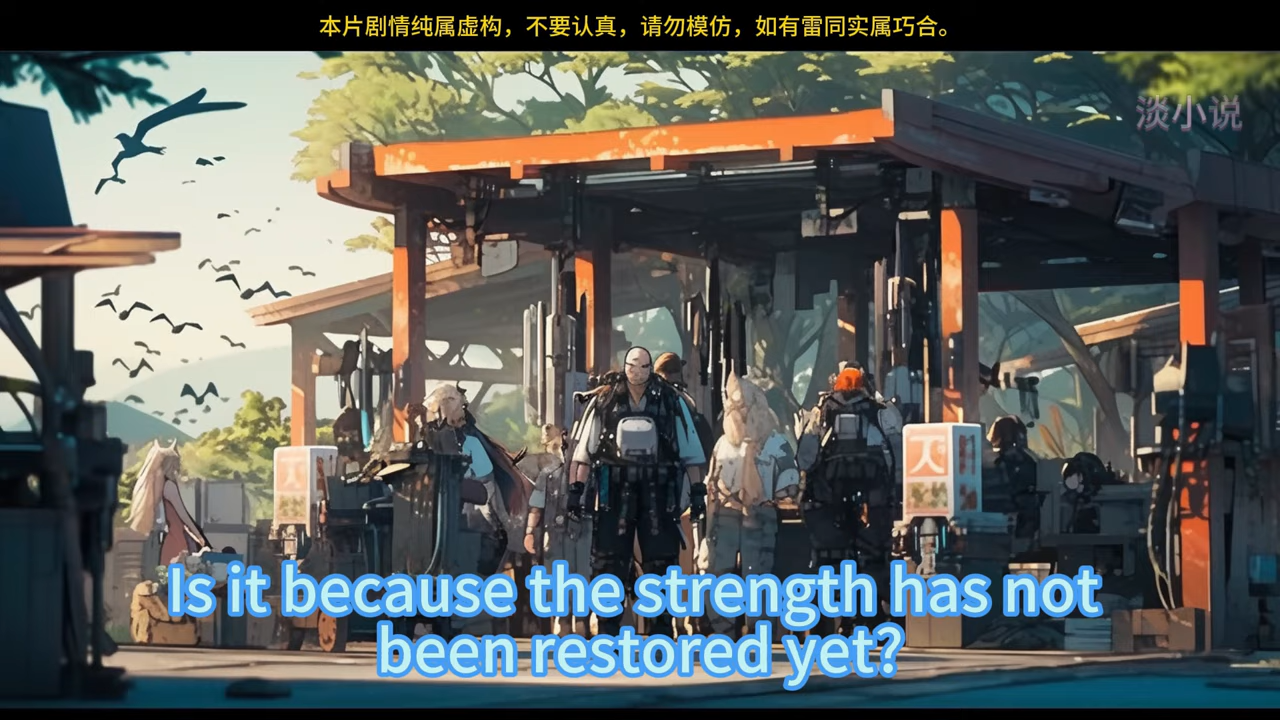 本片剧情纯属虚构，不要认真，请勿模仿，如有雷同实属巧合。
淡小说
Is it because the strength has not
been restored yet?